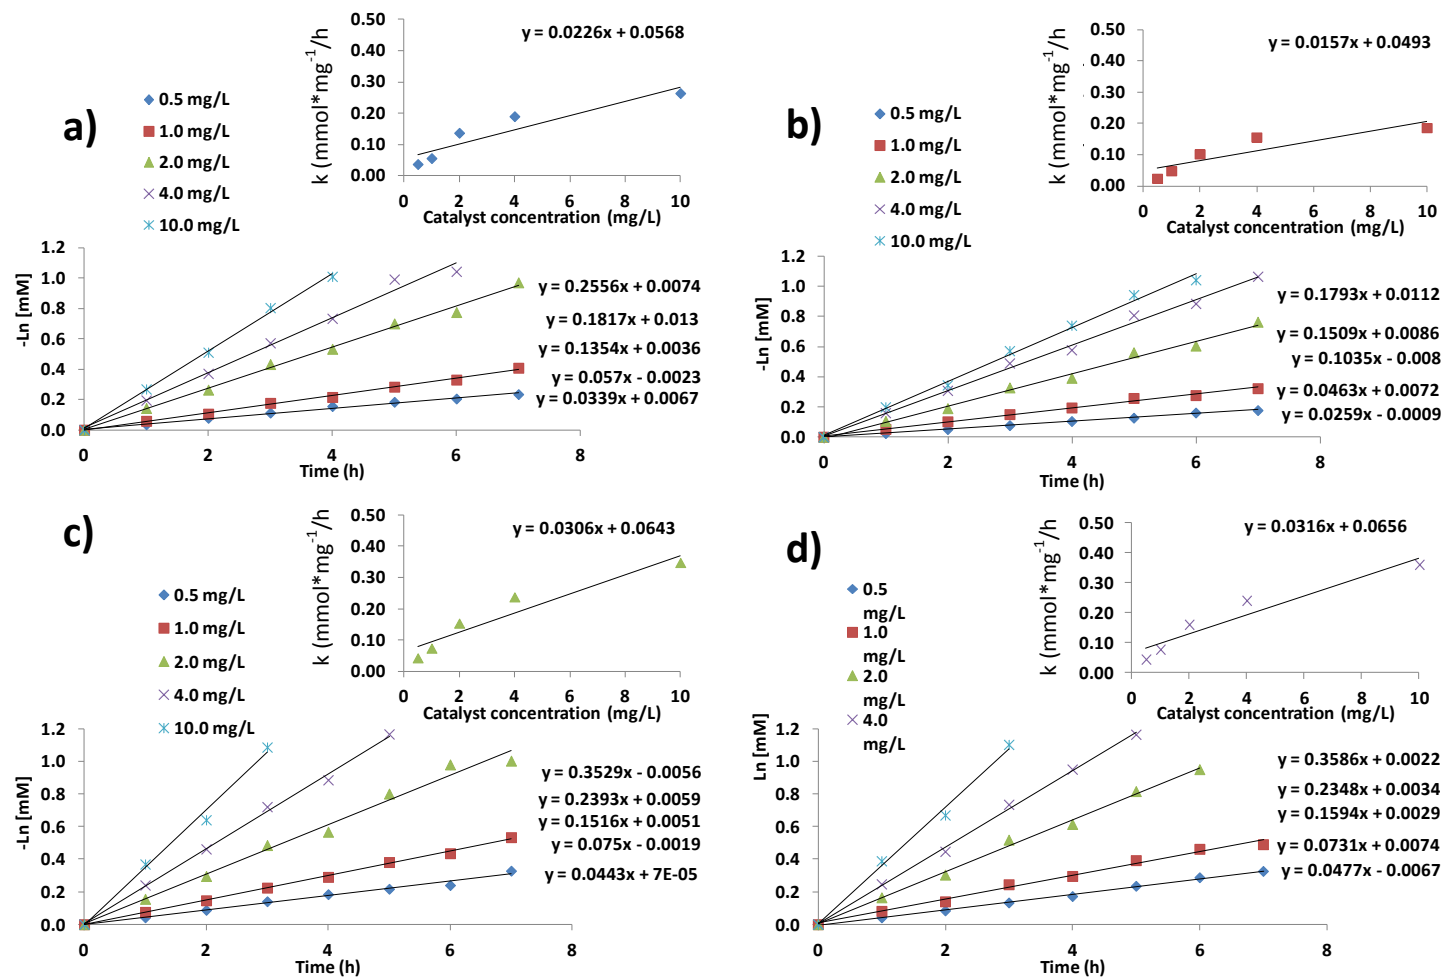 a)
0.5 mg/L
1.0 mg/L
2.0 mg/L
4.0 mg/L
10.0 mg/L
k (mmol*mg⁻¹/h
0.50
0.40
0.30
0.20
0.10
0.00
y = 0.0226x + 0.0568
0 2 4 6 8 10
Catalyst concentration (mg/L)
-Ln [mM]
1.2
1.0
0.8
0.6
0.4
0.2
0.0
y = 0.2556x + 0.0074
y = 0.1817x + 0.013
y = 0.1354x + 0.0036
y = 0.057x - 0.0023
y = 0.0339x + 0.0067
0 2 4 6 8
Time (h)
b)
0.5 mg/L
1.0 mg/L
2.0 mg/L
4.0 mg/L
10.0 mg/L
k (mmol*mg⁻¹/h
0.50
0.40
0.30
0.20
0.10
0.00
y = 0.0157x + 0.0493
0 2 4 6 8 10
Catalyst concentration (mg/L)
-Ln [mM]
1.2
1.0
0.8
0.6
0.4
0.2
0.0
y = 0.1793x + 0.0112
y = 0.1509x + 0.0086
y = 0.1035x - 0.008
y = 0.0463x + 0.0072
y = 0.0259x - 0.0009
0 2 4 6 8
Time (h)
c)
0.5 mg/L
1.0 mg/L
2.0 mg/L
4.0 mg/L
10.0 mg/L
k (mmol*mg⁻¹/h
0.50
0.40
0.30
0.20
0.10
0.00
y = 0.0306x + 0.0643
0 2 4 6 8 10
Catalyst concentration (mg/L)
-Ln [mM]
1.2
1.0
0.8
0.6
0.4
0.2
0.0
y = 0.3529x - 0.0056
y = 0.2393x + 0.0059
y = 0.1516x + 0.0051
y = 0.075x - 0.0019
y = 0.0443x + 7E-05
0 2 4 6 8
Time (h)
d)
0.5
mg/L
1.0
mg/L
2.0
mg/L
4.0
mg/L
k (mmol*mg⁻¹/h
0.50
0.40
0.30
0.20
0.10
0.00
y = 0.0316x + 0.0656
0 2 4 6 8 10
Catalyst concentration (mg/L)
Ln [mM]
1.2
1.0
0.8
0.6
0.4
0.2
0.0
y = 0.3586x + 0.0022
y = 0.2348x + 0.0034
y = 0.1594x + 0.0029
y = 0.0731x + 0.0074
y = 0.0477x - 0.0067
0 2 4 6 8
Time (h)